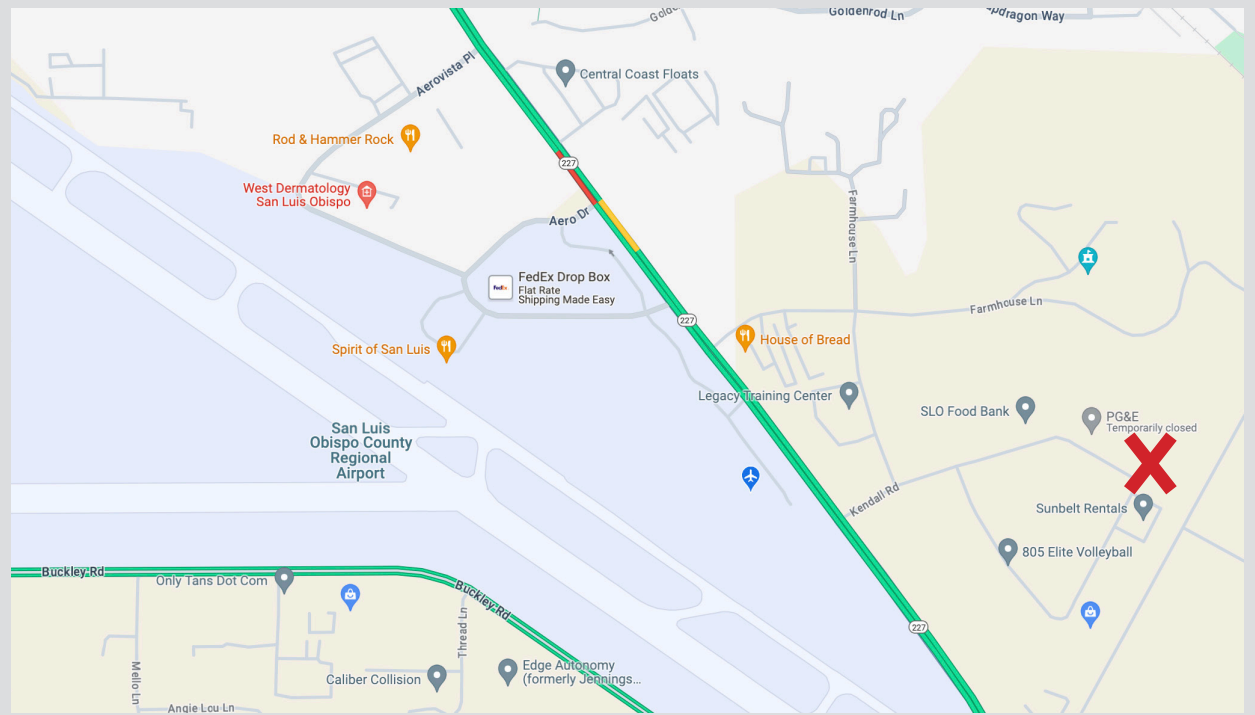 Golde
Goldenrod Ln
apdragon Way
Aerovista Pl
Central Coast Floats
Rod & Hammer Rock
227
West Dermatology
San Luis Obispo
Aero Dr
Farmhouse Ln
FedEx
FedEx Drop Box
Flat Rate
Shipping Made Easy
Farmhouse Ln
227
House of Bread
Spirit of San Luis
Legacy Training Center
SLO Food Bank
PG&E
Temporarily closed
San Luis
Obispo County
Regional
Airport
Kendall Rd
Sunbelt Rentals
805 Elite Volleyball
Buckley Rd
Only Tans Dot Com
Buckley Rd
Thread Ln
227
Mello Ln
Caliber Collision
Edge Autonomy
(formerly Jennings...
Angie Lou Ln